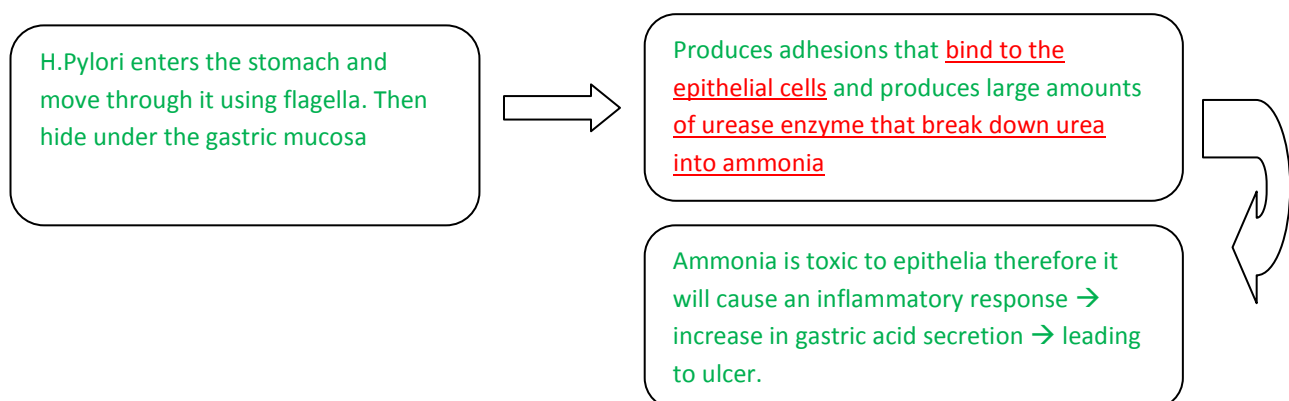 H.Pylori enters the stomach and
move through it using flagella. Then
hide under the gastric mucosa
Produces adhesions that bind to the
epithelial cells and produces large amounts
of urease enzyme that break down urea
into ammonia
Ammonia is toxic to epithelia therefore it
will cause an inflammatory response →
increase in gastric acid secretion → leading
to ulcer.